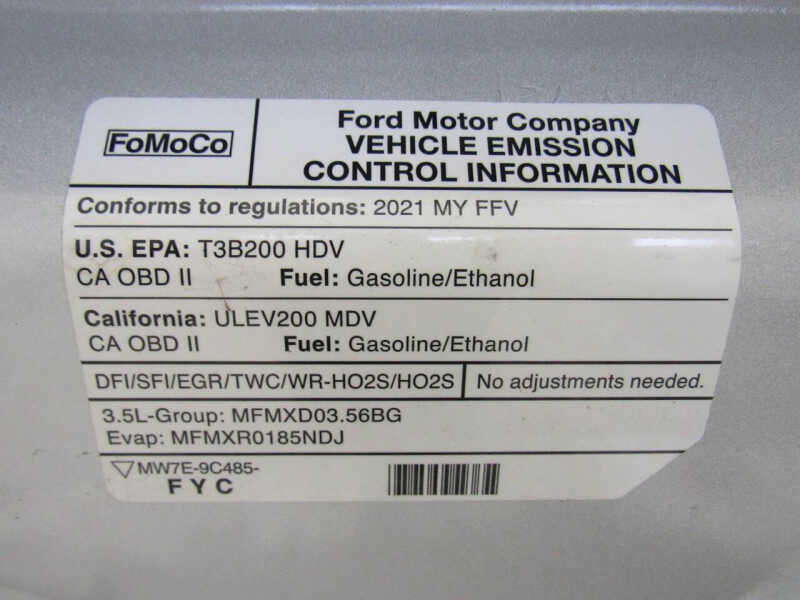 FoMoCo
Ford Motor Company
VEHICLE EMISSION
CONTROL INFORMATION
Conforms to regulations: 2021 MY FFV
U.S. EPA: T3B200 HDV
CA OBD II Fuel: Gasoline/Ethanol
California: ULEV200 MDV
CA OBD II Fuel: Gasoline/Ethanol
DFI/SFI/EGR/TWC/WR-HO2S/HO2S No adjustments needed.
3.5L-Group: MFMXD03.56BG
Evap: MFMXR0185NDJ
MW7E-9C485-
FYC